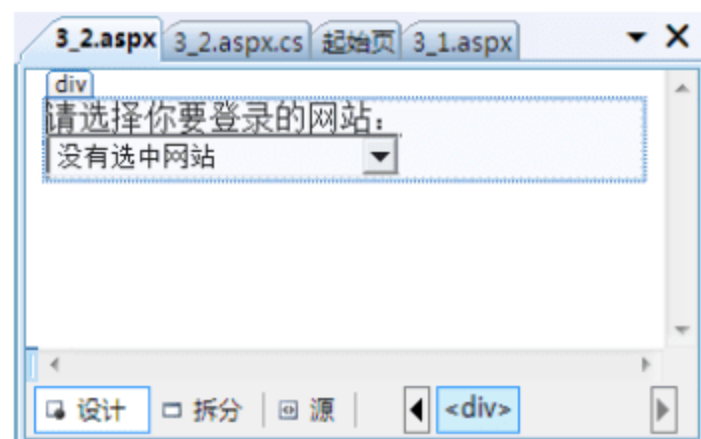 3_2.aspx 3_2.aspx.cs 起始页 3_1.aspx
div
请选择你要登录的网站：
没有选中网站
设计 拆分 源 <div>